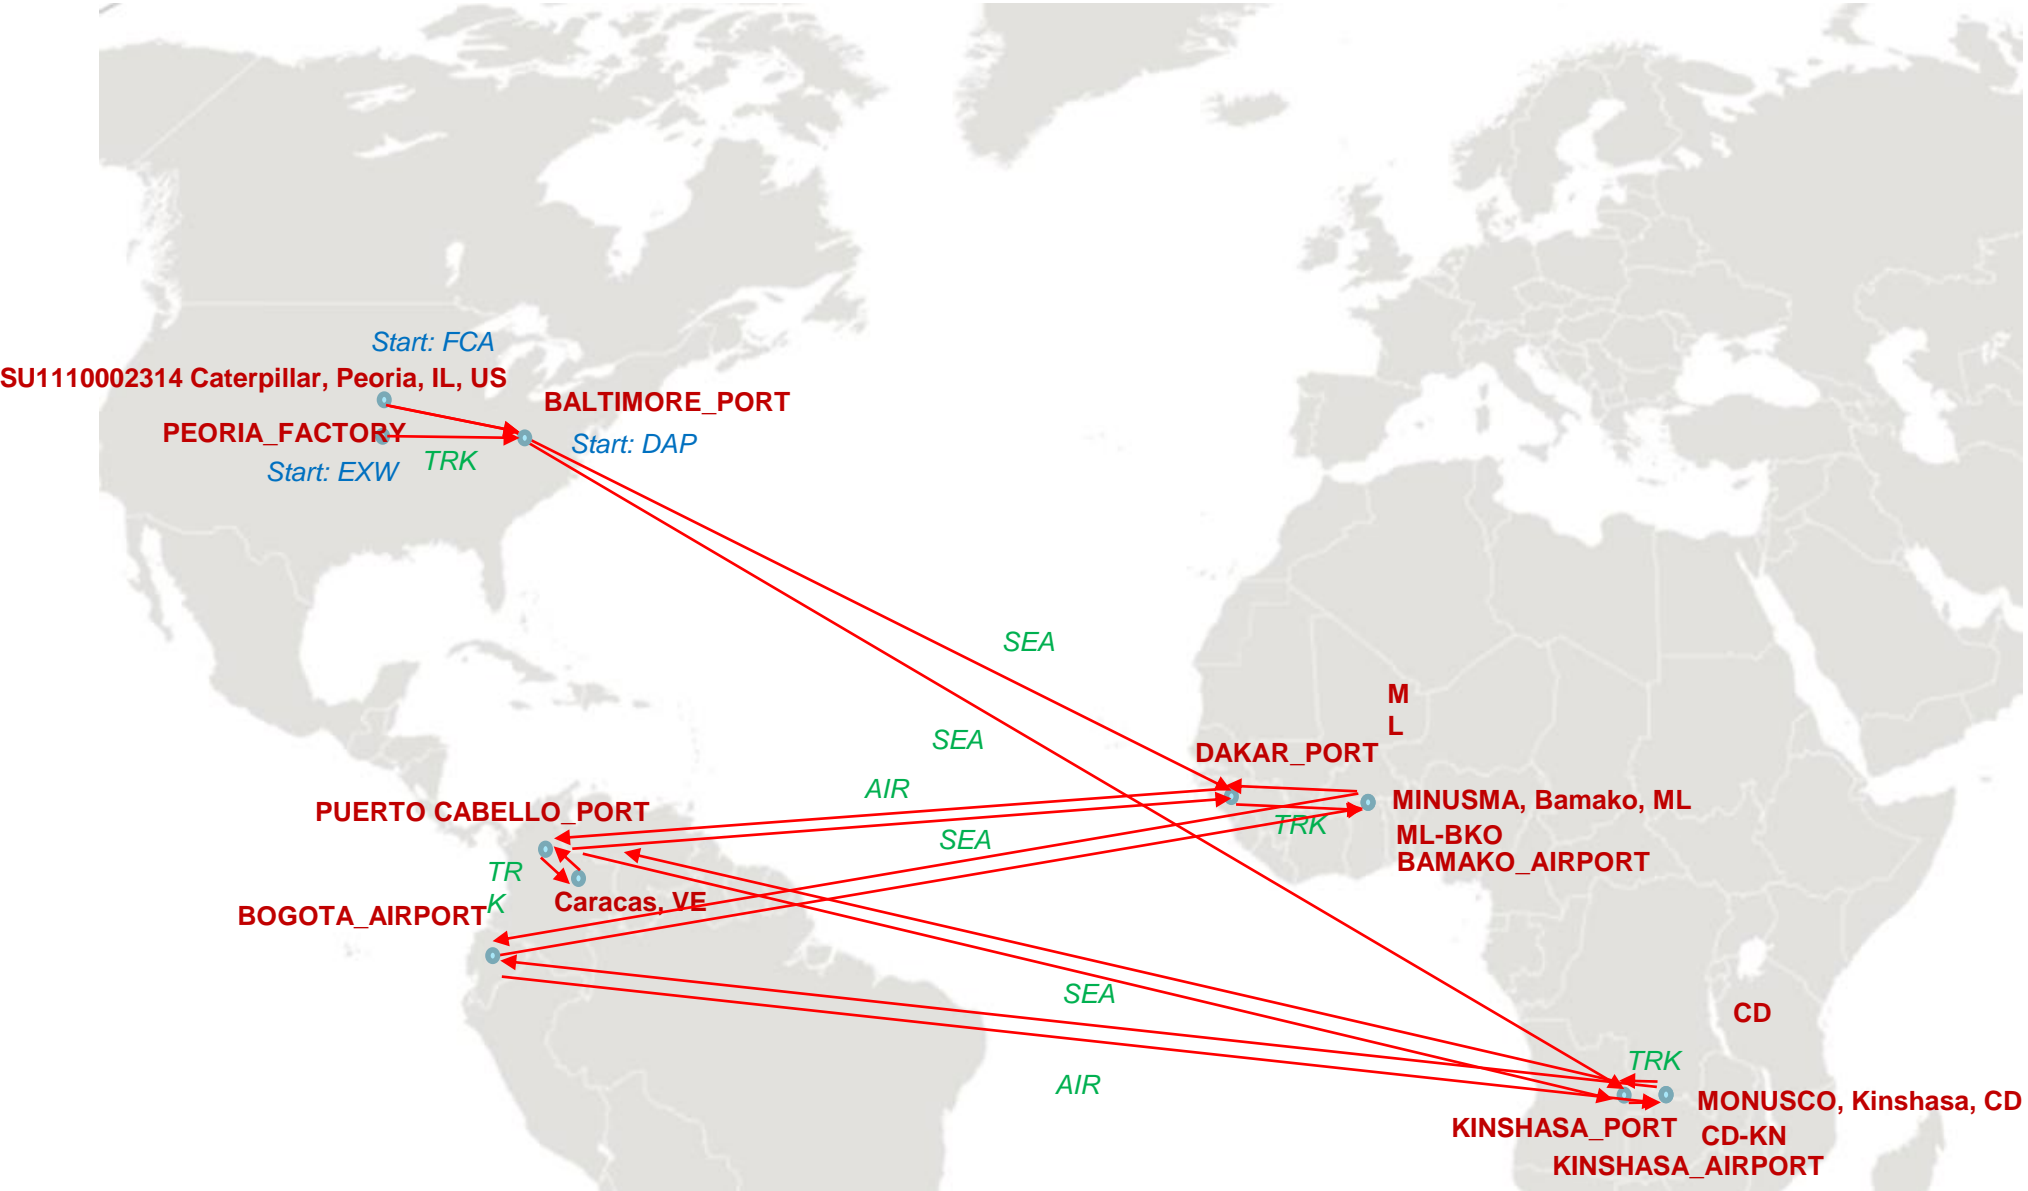 Start: FCA
SU1110002314 Caterpillar, Peoria, IL, US
BALTIMORE_PORT
PEORIA_FACTORY
Start: DAP
TRK
Start: EXW
SEA
M
L
SEA
DAKAR_PORT
AIR
MINUSMA, Bamako, ML
PUERTO CABELLO_PORT
TRK
ML-BKO
SEA
BAMAKO_AIRPORT
TR
K
Caracas, VE
BOGOTA_AIRPORT
SEA
CD
TRK
AIR
MONUSCO, Kinshasa, CD
KINSHASA_PORT
CD-KN
KINSHASA_AIRPORT